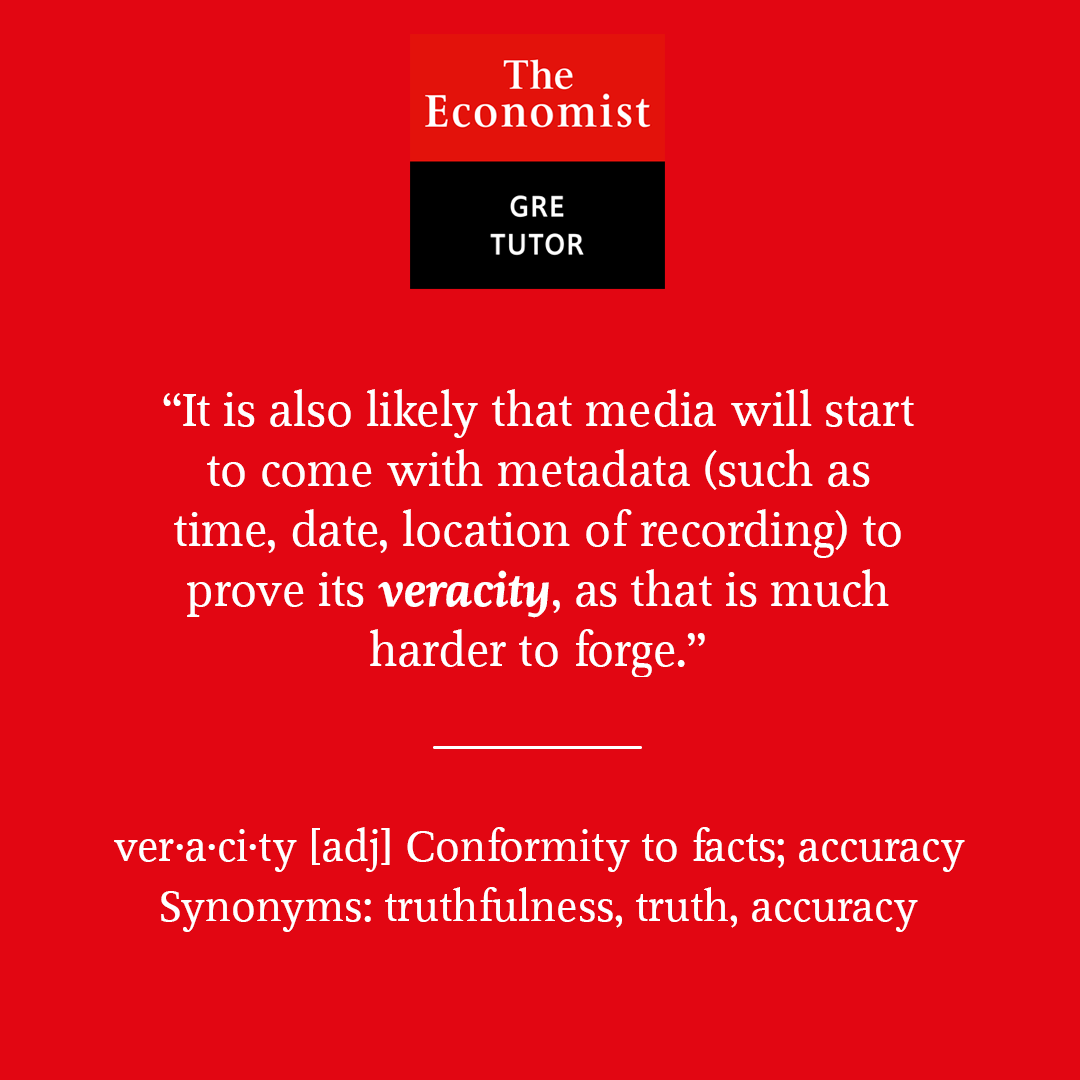 The
Economist
GRE
TUTOR
“It is also likely that media will start
to come with metadata (such as
time, date, location of recording) to
prove its veracity, as that is much
harder to forge.”
ver·a·ci·ty [adj] Conformity to facts; accuracy
Synonyms: truthfulness, truth, accuracy